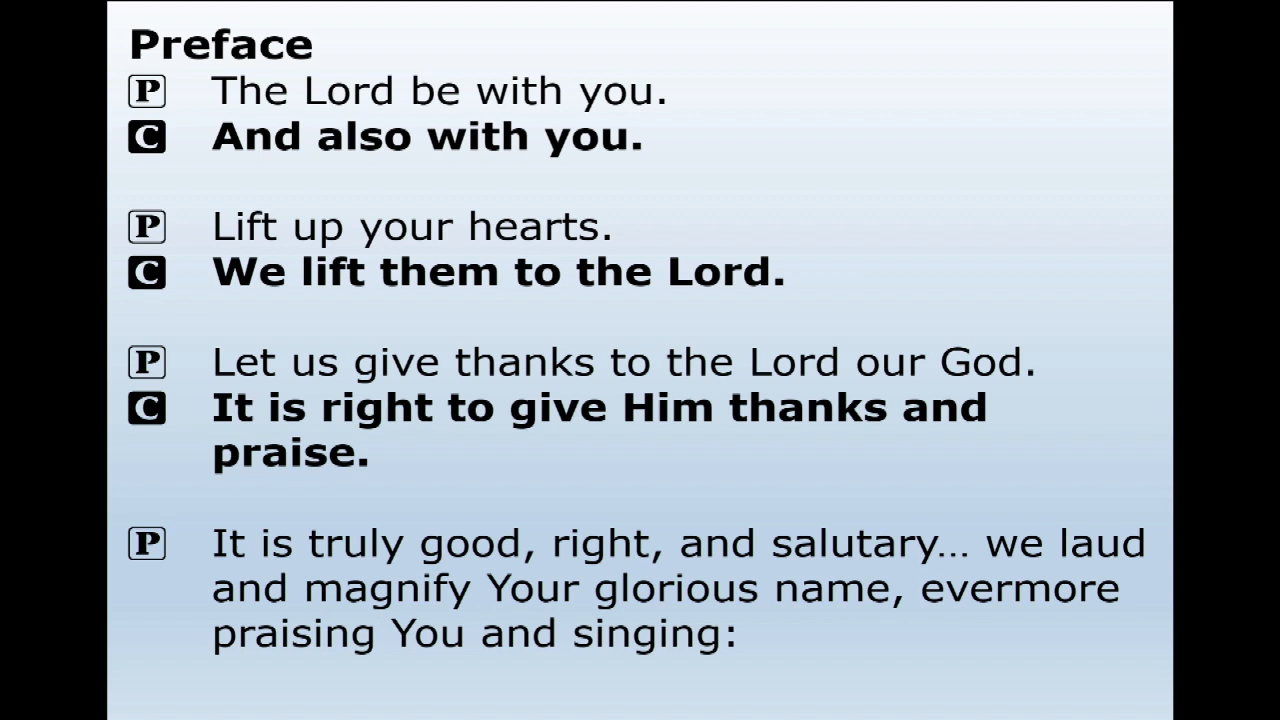 Preface
P The Lord be with you.
C And also with you.
P Lift up your hearts.
C We lift them to the Lord.
P Let us give thanks to the Lord our God.
C It is right to give Him thanks and
praise.
P It is truly good, right, and salutary… we laud
and magnify Your glorious name, evermore
praising You and singing: